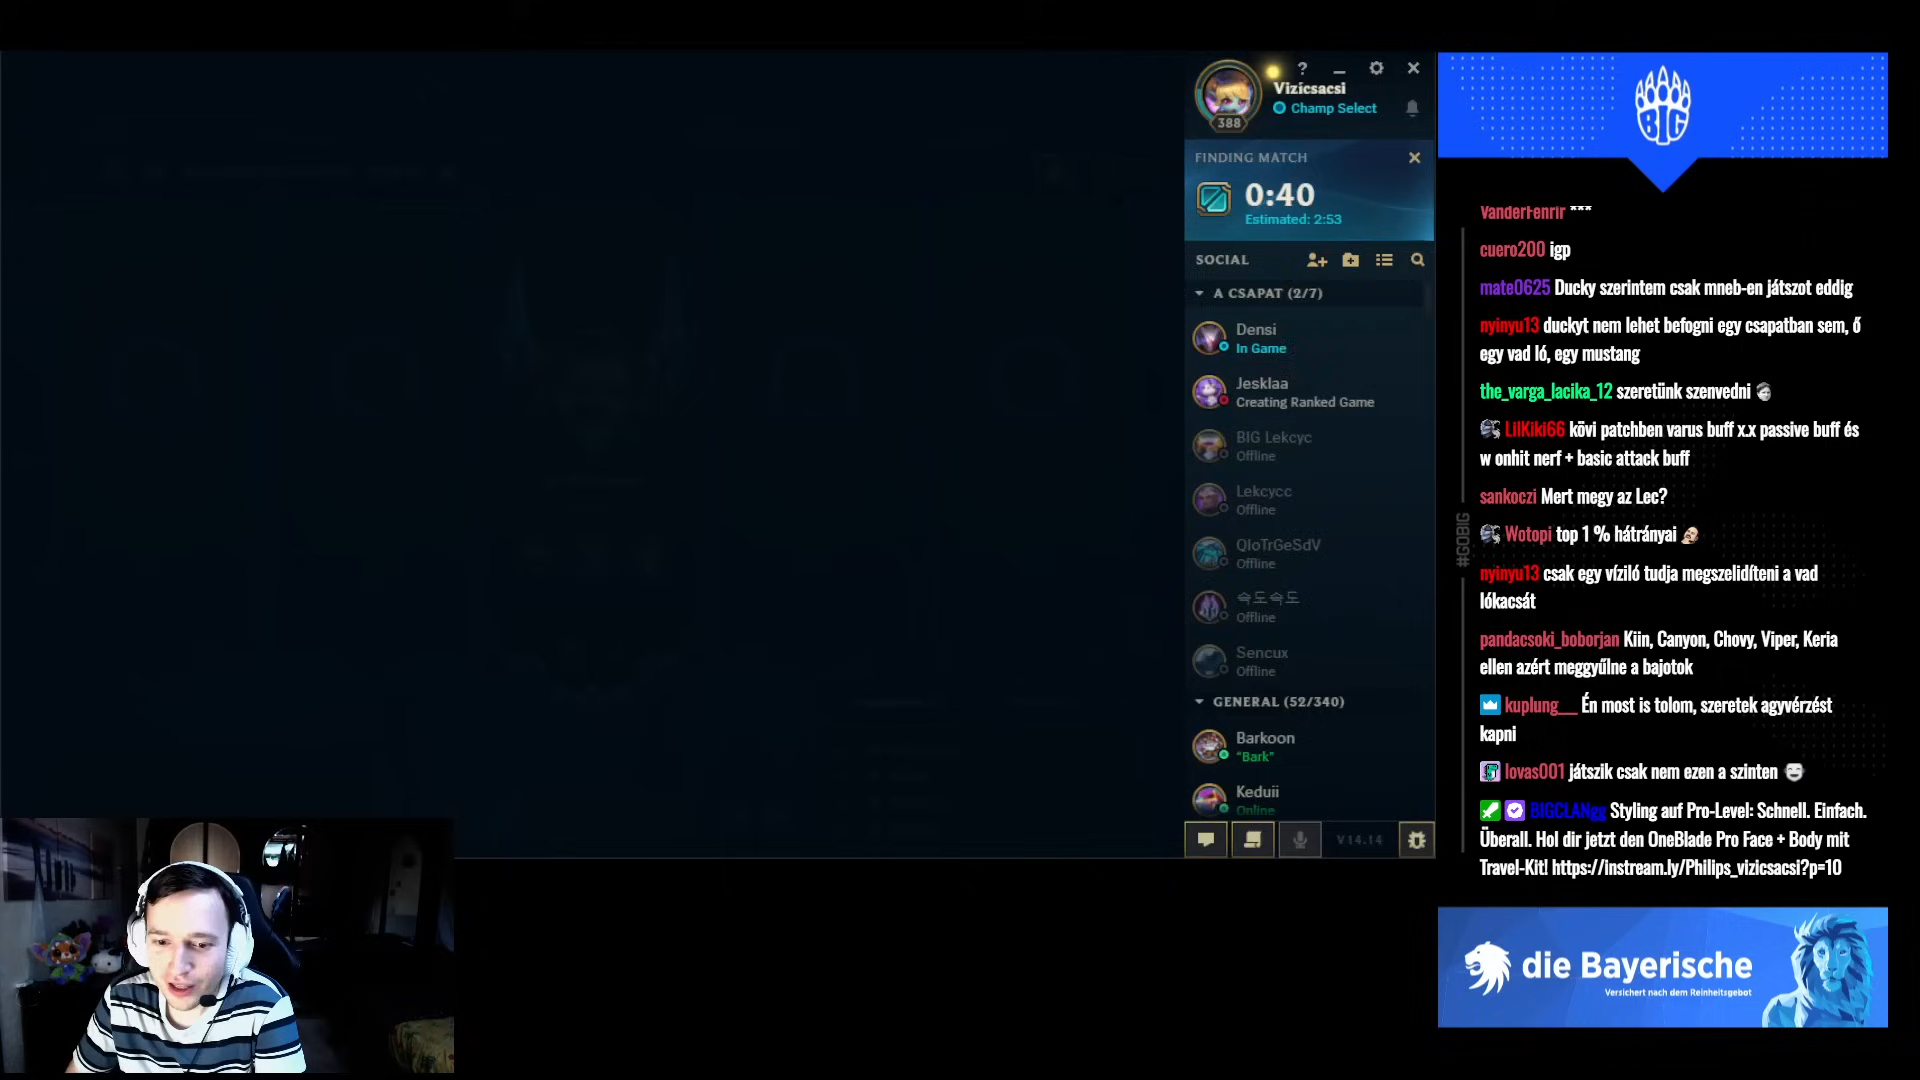 ?
Vizicsacsi
Champ Select
388
FINDING MATCH
0:40
Estimated: 2:53
SOCIAL
A CSAPAT (2/7)
Densi
In Game
Jesklaa
Creating Ranked Game
BIG Lekcyc
Offline
Lekcycc
Offline
QloTrGeSdV
Offline
속도속도
Offline
Sencux
Offline
GENERAL (52/340)
Barkoon
"Bark"
Keduii
Online
V14.14
BIG
#GOBIG
VanderFenrir ***
cuero200 igp
mate0625 Ducky szerintem csak mneb-en játszot eddig
nyinyu13 duckyt nem lehet befogni egy csapatban sem, ő
egy vad ló, egy mustang
the_varga_lacika_12 szeretünk szenvedni
LilKiki66 kövi patchben varus buff x.x passive buff és
w onhit nerf + basic attack buff
sankoczi Mert megy az Lec?
Wotopi top 1 % hátrányai
nyinyu13 csak egy víziló tudja megszelidíteni a vad
lókacsát
pandacsoki_boborjan Kiin, Canyon, Chovy, Viper, Keria
ellen azért meggyűlne a bajotok
kuplung__ Én most is tolom, szeretek agyvérzést
kapni
lovas001 játszik csak nem ezen a szinten
BIGCLANgg Styling auf Pro-Level: Schnell. Einfach.
Überall. Hol dir jetzt den OneBlade Pro Face + Body mit
Travel-Kit! https://instream.ly/Philips_vizicsacsi?p=10
die Bayerische
Versichert nach dem Reinheitsgebot